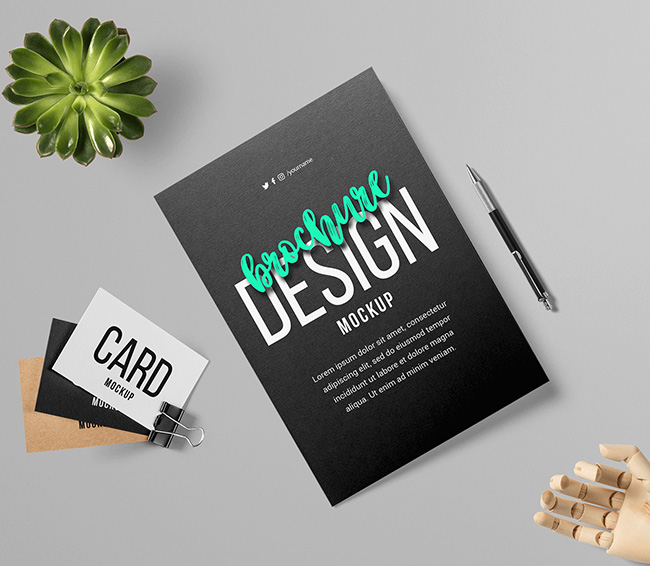 /yourname
brochure
DESIGN
MOCKUP
Lorem ipsum dolor sit amet, consectetur
adipiscing elit, sed do eiusmod tempor
incididunt ut labore et dolore magna
aliqua. Ut enim ad minim veniam.
CARD
MOCKUP